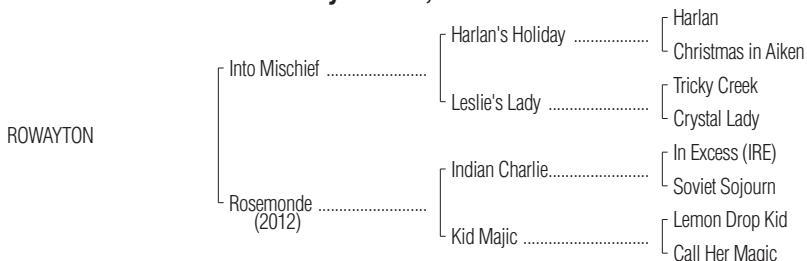 Harlan
Harlan's Holiday ....................
Christmas in Aiken
Into Mischief ..........................
Tricky Creek
Leslie's Lady ..........................
Crystal Lady
ROWAYTON
In Excess (IRE)
Indian Charlie..........................
Soviet Sojourn
Rosemonde ............................
(2012)
Lemon Drop Kid
Kid Majic ................................
Call Her Magic